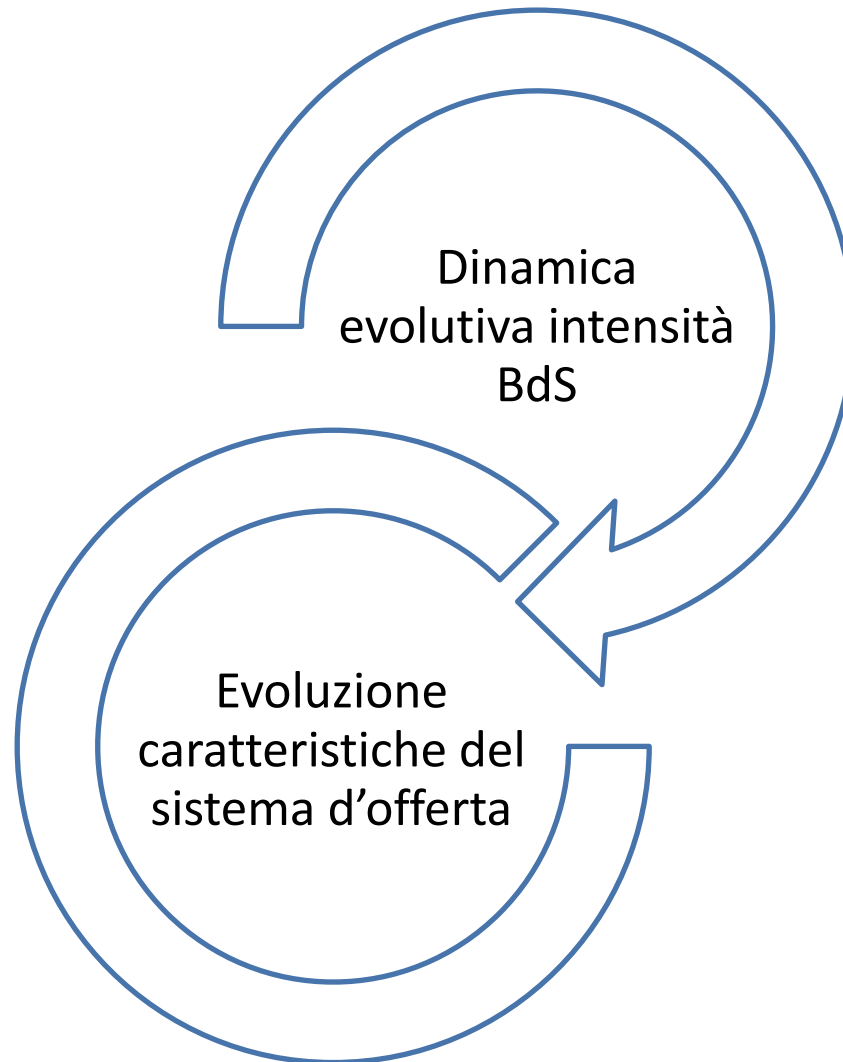 Dinamica
evolutiva intensità
BdS
Evoluzione
caratteristiche del
sistema d’offerta